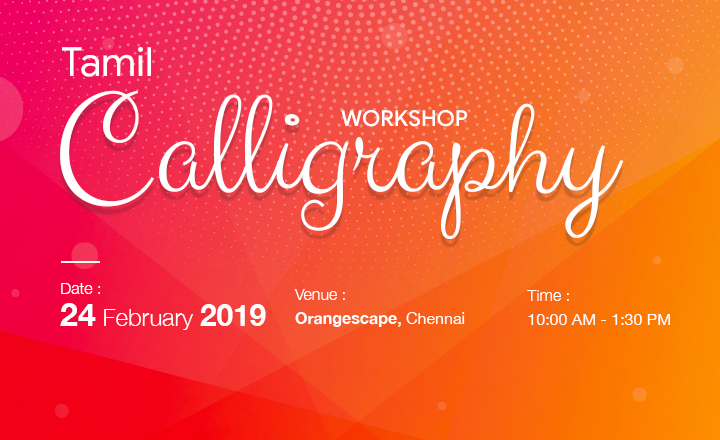 Tamil
Calligraphy
WORKSHOP
Date :
24 February 2019
Venue :
Orangescape, Chennai
Time :
10:00 AM - 1:30 PM